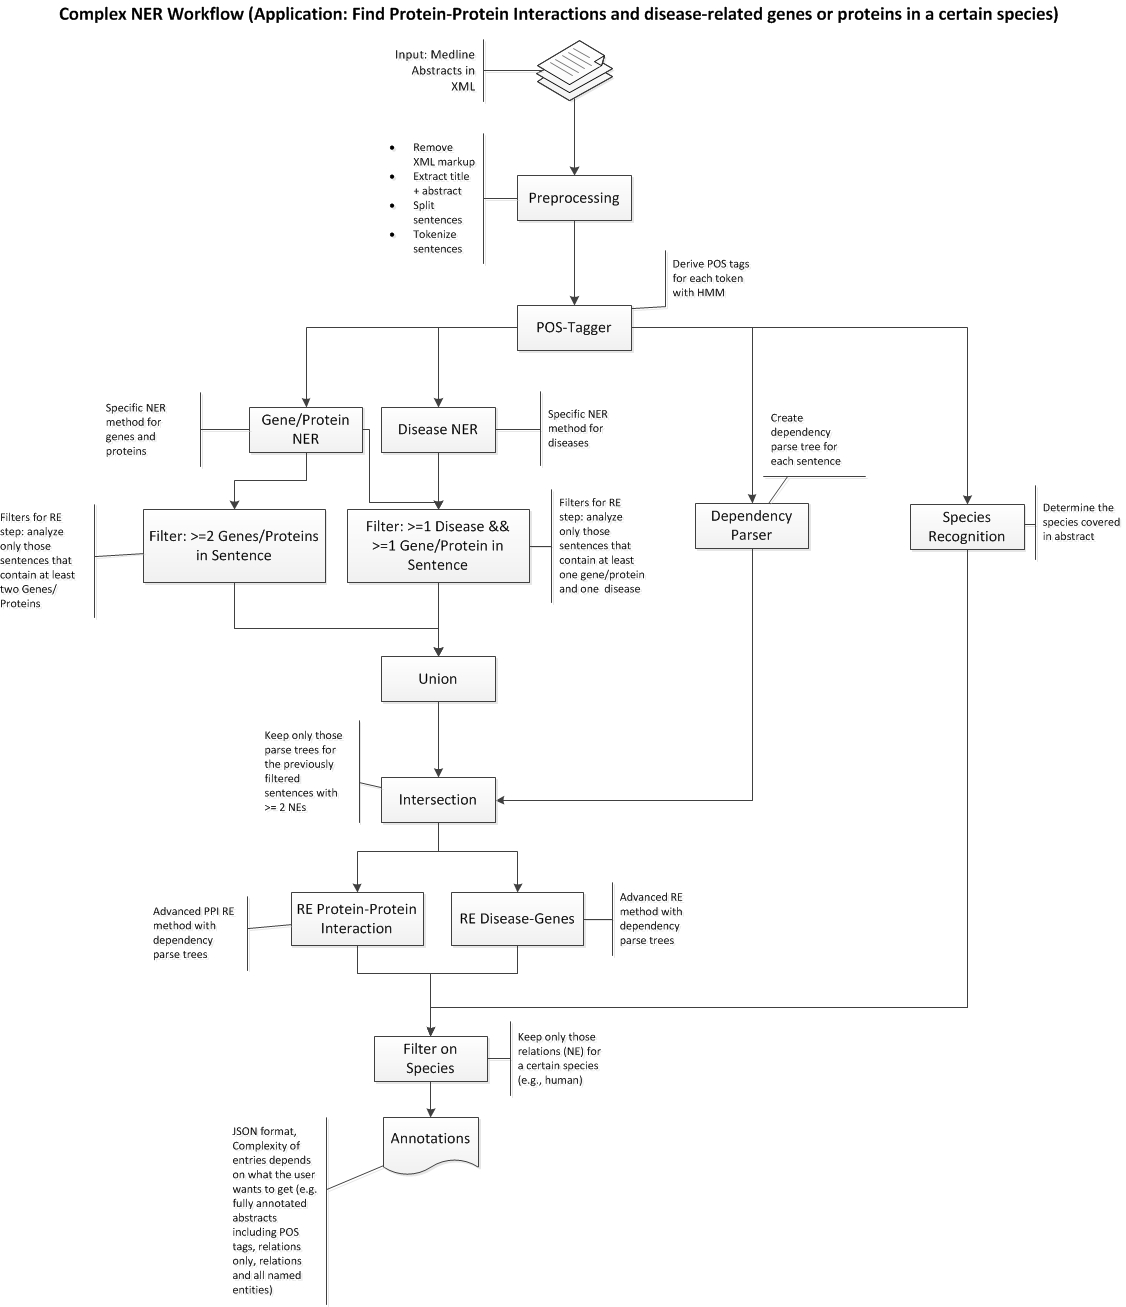 Complex NER Workflow (Application: Find Protein-Protein Interactions and disease-related genes or proteins in a certain species)
Input: Medline
Abstracts in
XML
• Remove
XML markup
• Extract title
+ abstract
• Split
sentences
• Tokenize
sentences
Preprocessing
Derive POS tags
for each token
with HMM
POS-Tagger
Specific NER
method for
genes and
proteins
Gene/Protein
NER
Disease NER
Specific NER
method for
diseases
Create
dependency
parse tree for
each sentence
Filters for RE
step: analyze
only those
sentences that
contain at least
two Genes/
Proteins
Filter: >=2 Genes/Proteins
in Sentence
Filter: >=1 Disease &&
>=1 Gene/Protein in
Sentence
Filters for RE
step: analyze
only those
sentences that
contain at least
one gene/protein
and one disease
Dependency
Parser
Species
Recognition
Determine the
species covered
in abstract
Union
Keep only those
parse trees for
the previously
filtered
sentences with
>= 2 NEs
Intersection
Advanced PPI RE
method with
dependency
parse trees
RE Protein-Protein
Interaction
RE Disease-Genes
Advanced RE
method with
dependency
parse trees
Filter on
Species
Keep only those
relations (NE) for
a certain species
(e.g., human)
Annotations
JSON format,
Complexity of
entries depends
on what the user
wants to get (e.g.
fully annotated
abstracts
including POS
tags, relations
only, relations
and all named
entities)